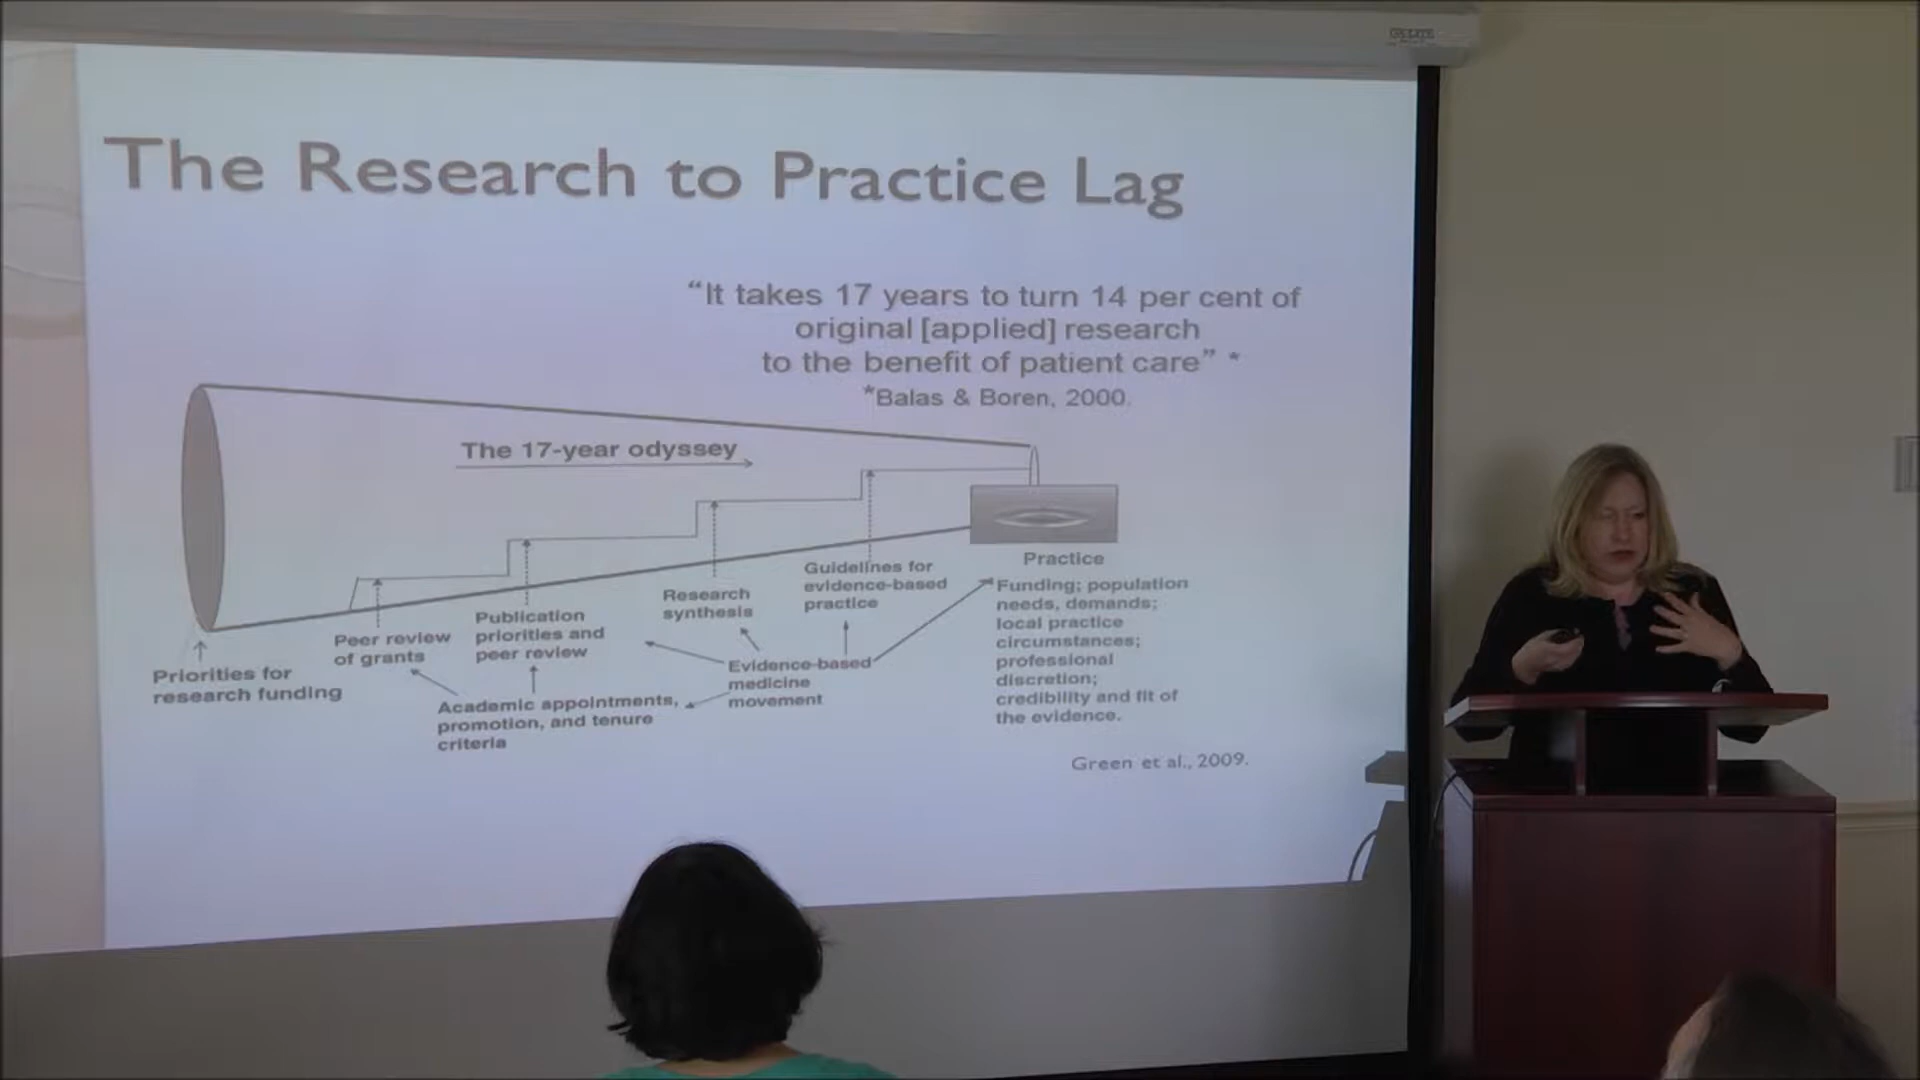 The Research to Practice Lag
“It takes 17 years to turn 14 per cent of
original [applied] research
to the benefit of patient care” *
*Balas & Boren, 2000.
The 17-year odyssey
Priorities for
research funding
Peer review
of grants
Publication
priorities and
peer review
Academic appointments,
promotion, and tenure
criteria
Research
synthesis
Evidence-based
medicine
movement
Guidelines for
evidence-based
practice
Practice
Funding; population
needs, demands;
local practice
circumstances;
professional
discretion;
credibility and fit of
the evidence.
Green et al., 2009.